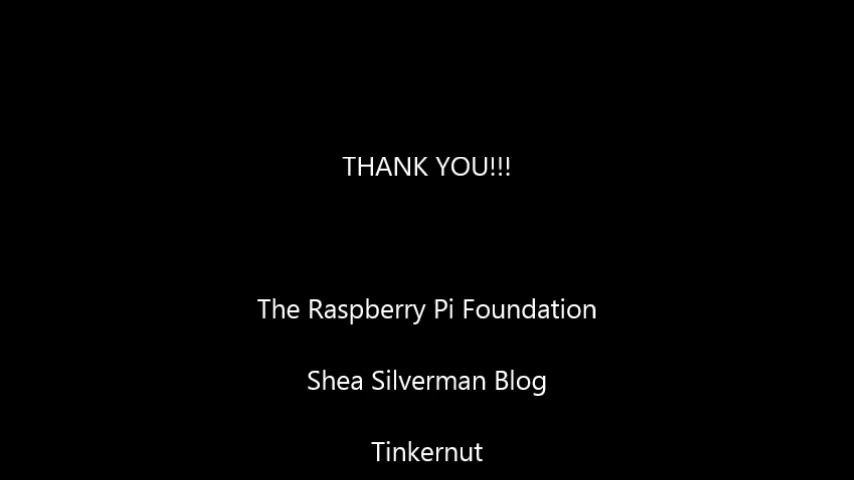 THANK YOU!!!
The Raspberry Pi Foundation
Shea Silverman Blog
Tinkernut